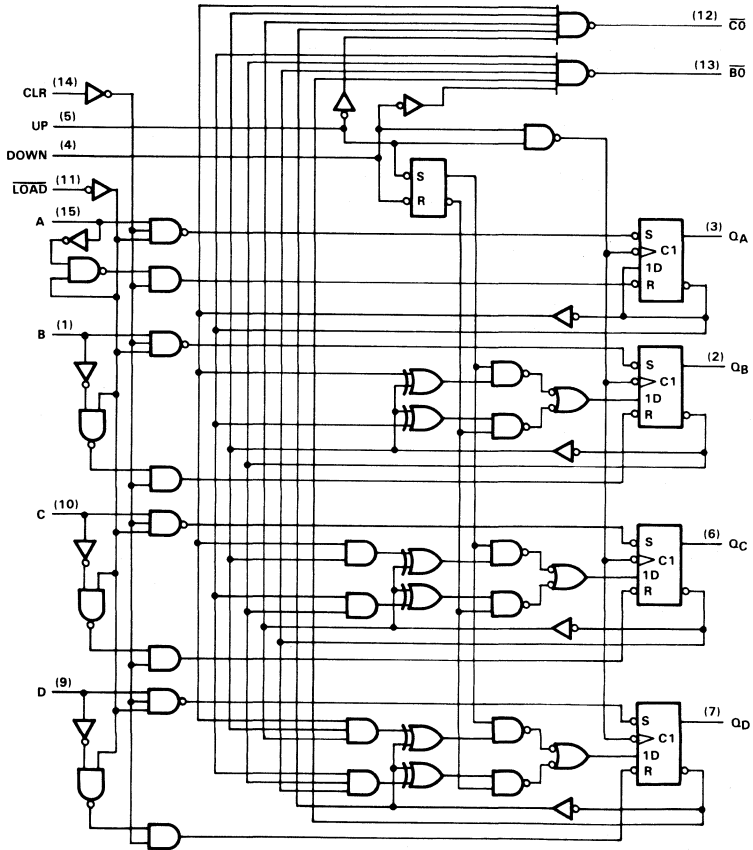 (12) CO
(13) BO
CLR (14)
UP (5)
DOWN (4)
LOAD (11)
S
R
A (15)
S
C1
1D
R
(3) QA
B (1)
S
C1
1D
R
(2) QB
C (10)
S
C1
1D
R
(6) QC
D (9)
S
C1
1D
R
(7) QD